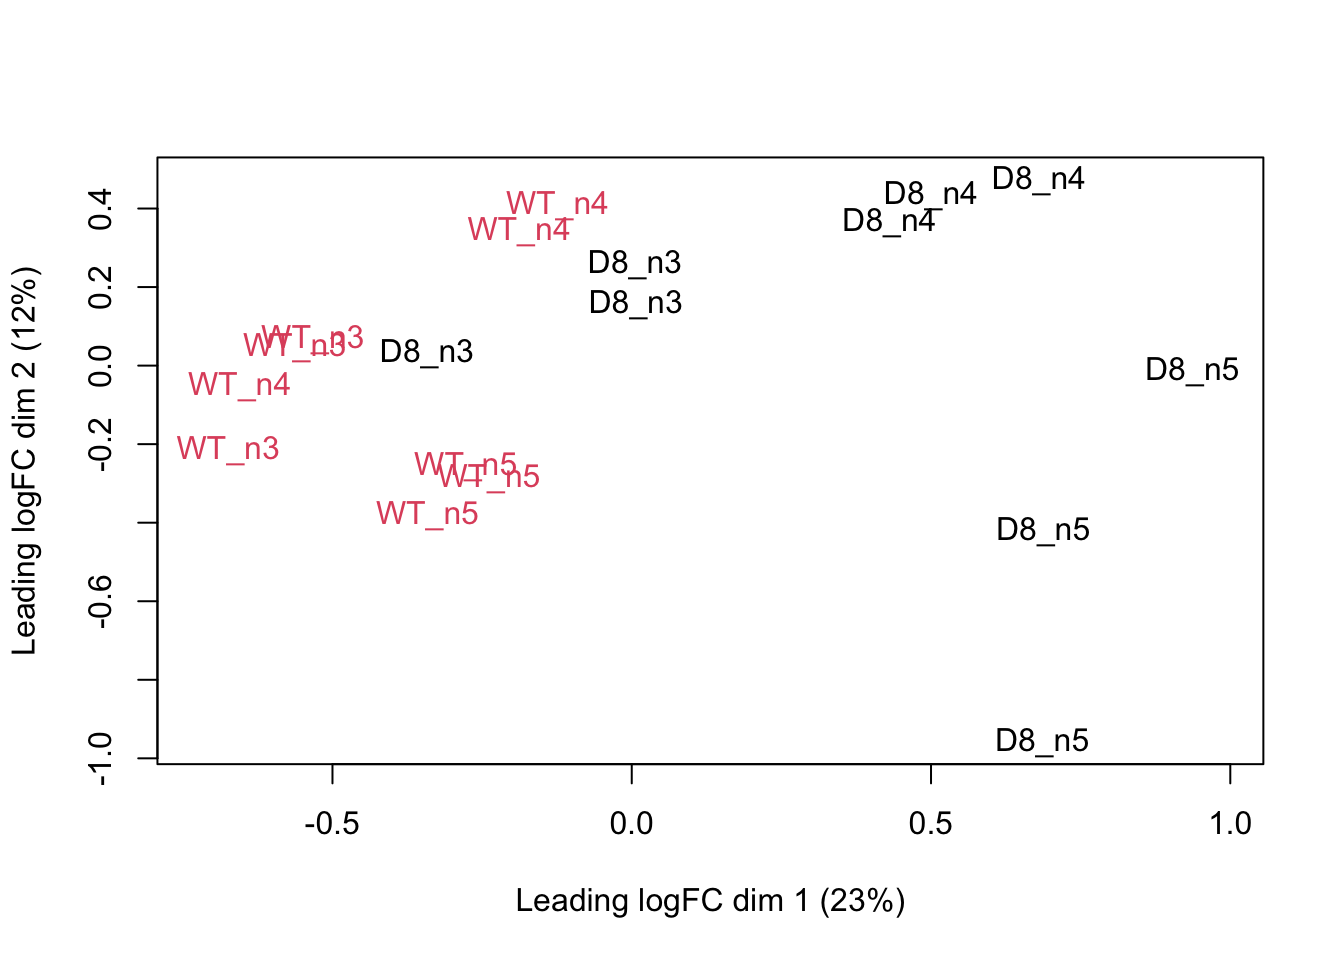 D8_n4
D8_n4
WT_n4
D8_n4
WT_n4
D8_n3
D8_n3
WT_n3
WT_n3
D8_n3
D8_n5
WT_n4
WT_n3
WT_n5
WT_n5
WT_n5
D8_n5
D8_n5
0.4
0.2
0.0
-0.2
-0.6
-1.0
Leading logFC dim 2 (12%)
-0.5 0.0 0.5 1.0
Leading logFC dim 1 (23%)